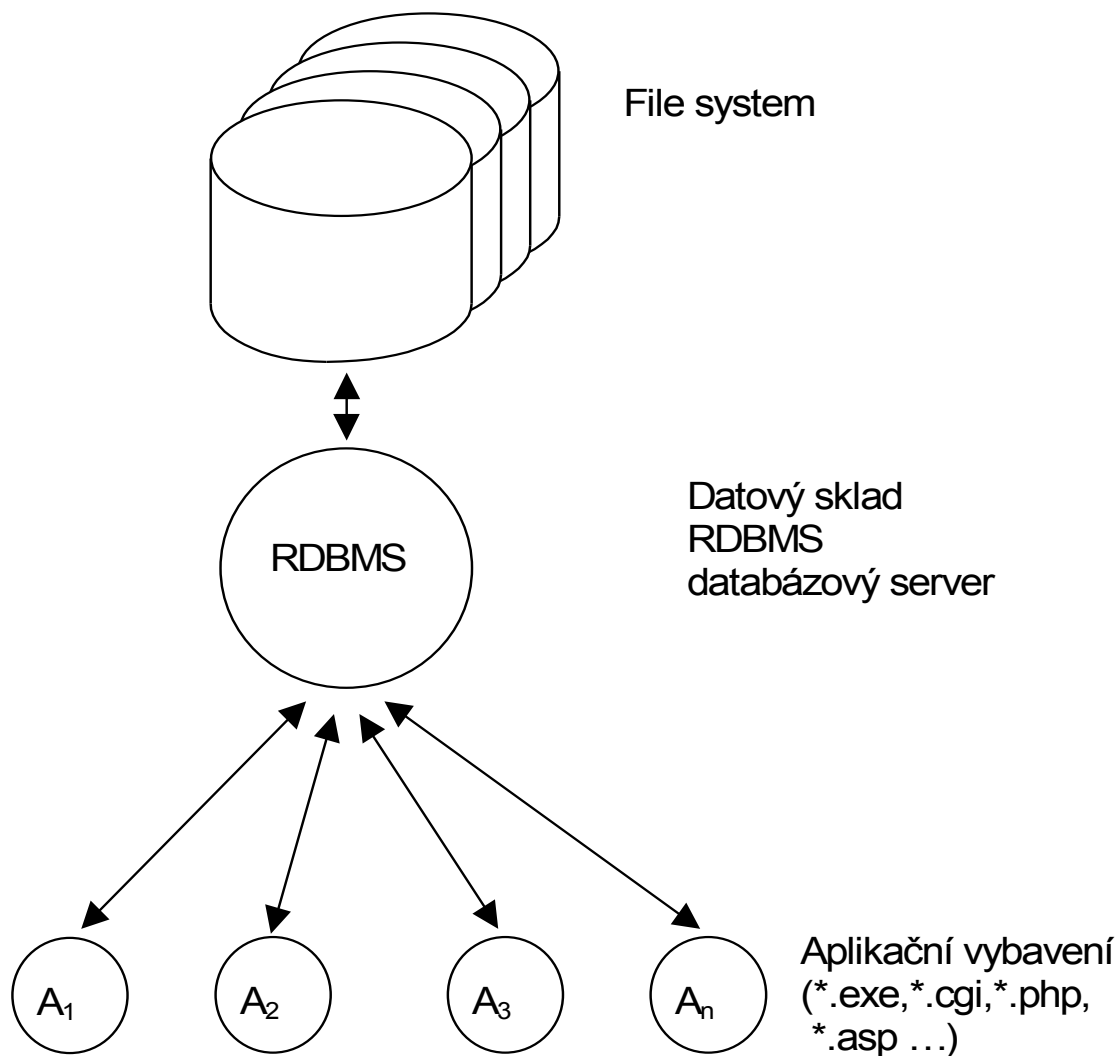 File system
RDBMS
Datový sklad
RDBMS
databázový server
A₁
A₂
A₃
Aₙ
Aplikační vybavení
(*.exe,*.cgi,*.php,
*.asp …)